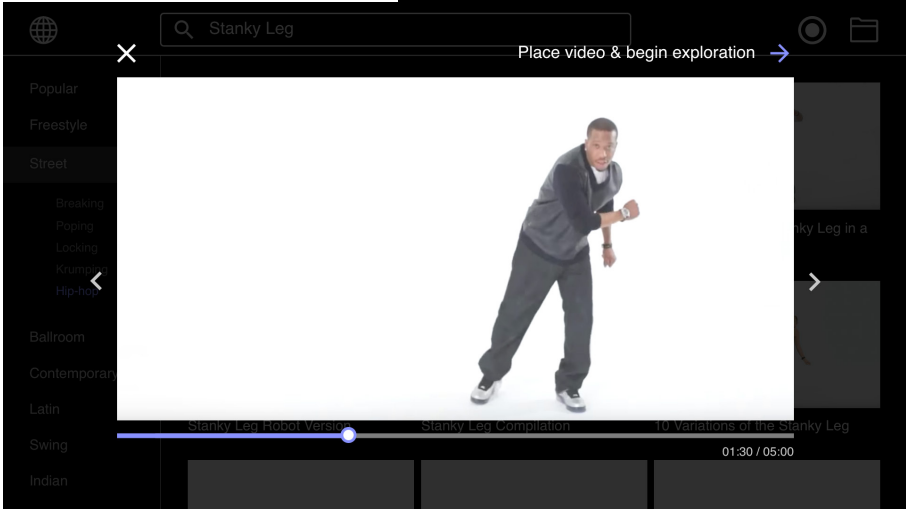 Stanky Leg
Place video & begin exploration
Popular
Freestyle
Street
Breaking
Poping
Locking
Krumping
Hip-hop
nky Leg in a
Ballroom
Contemporary
Latin
Swing
Indian
Stanky Leg Robot Version
Stanky Leg Compilation
10 Variations of the Stanky Leg
01:30 / 05:00